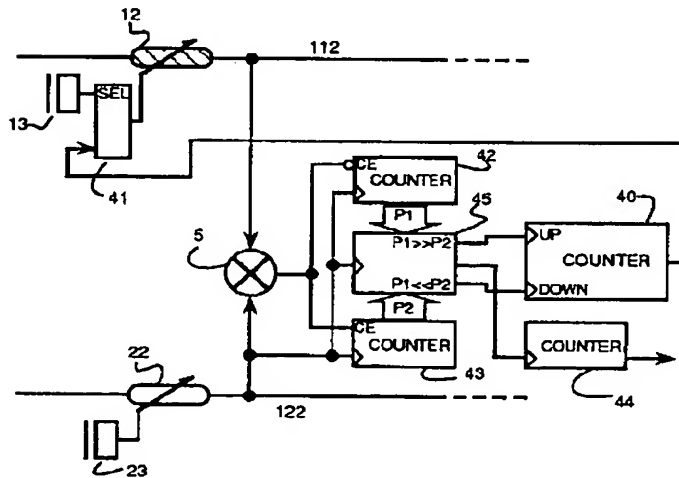 12
112
SEL
13
41
42
CE
COUNTER
P1
45
40
5
P1>>P2
UP
COUNTER
P1<<P2
DOWN
P2
CE
COUNTER
COUNTER
43
44
22
122
23